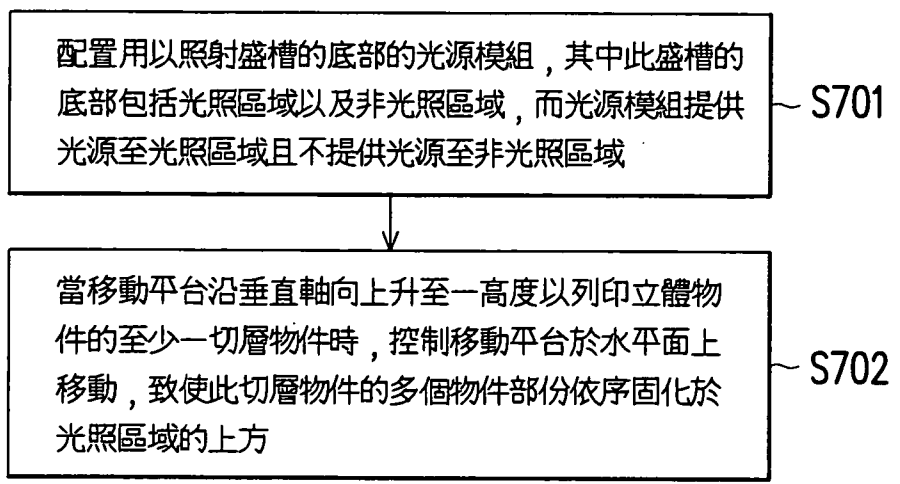 配置用以照射盛槽的底部的光源模組，其中此盛槽的
底部包括光照區域以及非光照區域，而光源模組提供
光源至光照區域且不提供光源至非光照區域
S701
當移動平台沿垂直軸向上升至一高度以列印立體物
件的至少一切層物件時，控制移動平台於水平面上
移動，致使此切層物件的多個物件部份依序固化於
光照區域的上方
S702